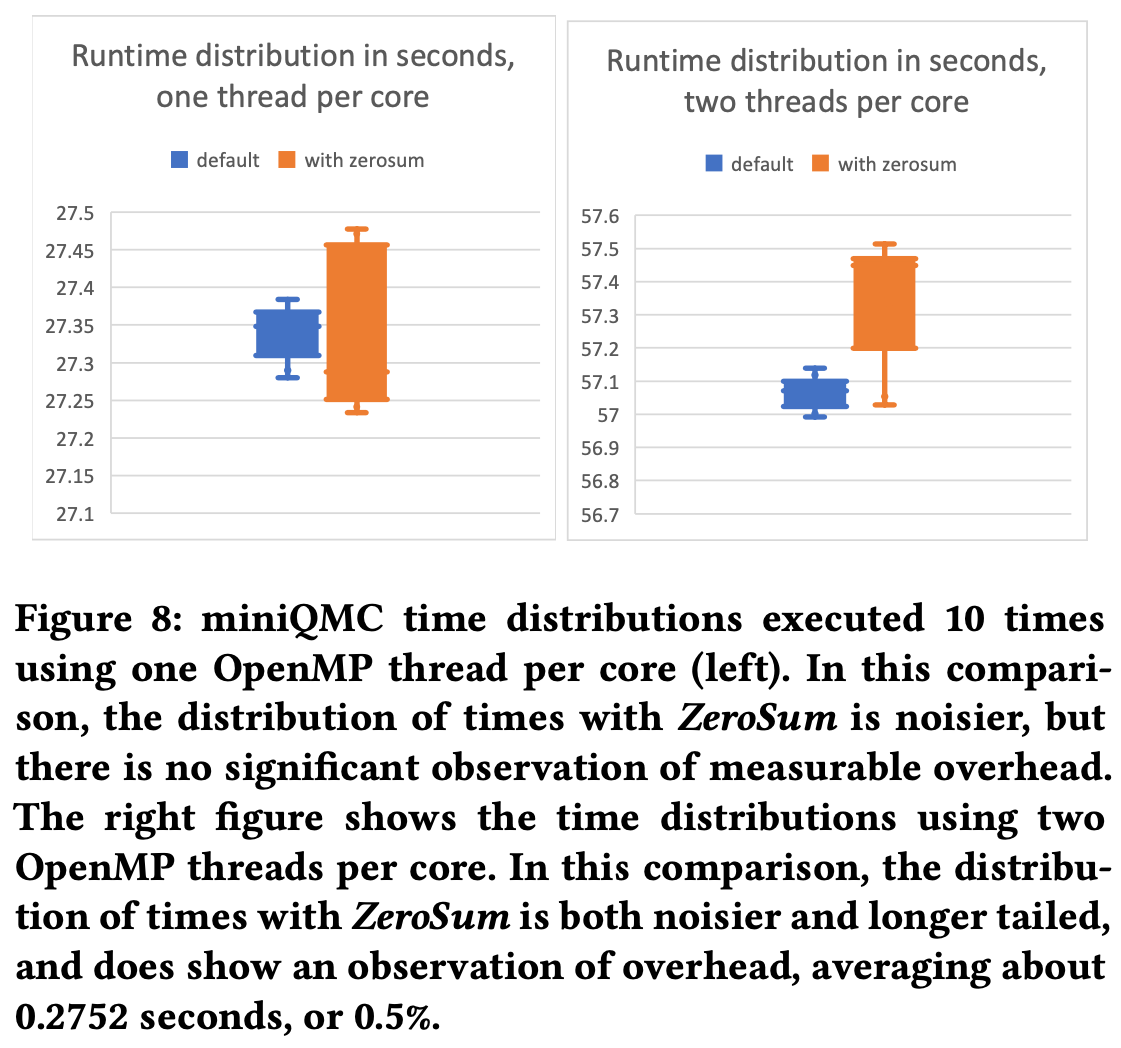 Runtime distribution in seconds,
one thread per core
default with zerosum
27.5
27.45
27.4
27.35
27.3
27.25
27.2
27.15
27.1
Runtime distribution in seconds,
two threads per core
default with zerosum
57.6
57.5
57.4
57.3
57.2
57.1
57
56.9
56.8
56.7
Figure 8: miniQMC time distributions executed 10 times
using one OpenMP thread per core (left). In this compari-
son, the distribution of times with ZeroSum is noisier, but
there is no significant observation of measurable overhead.
The right figure shows the time distributions using two
OpenMP threads per core. In this comparison, the distribu-
tion of times with ZeroSum is both noisier and longer tailed,
and does show an observation of overhead, averaging about
0.2752 seconds, or 0.5%.